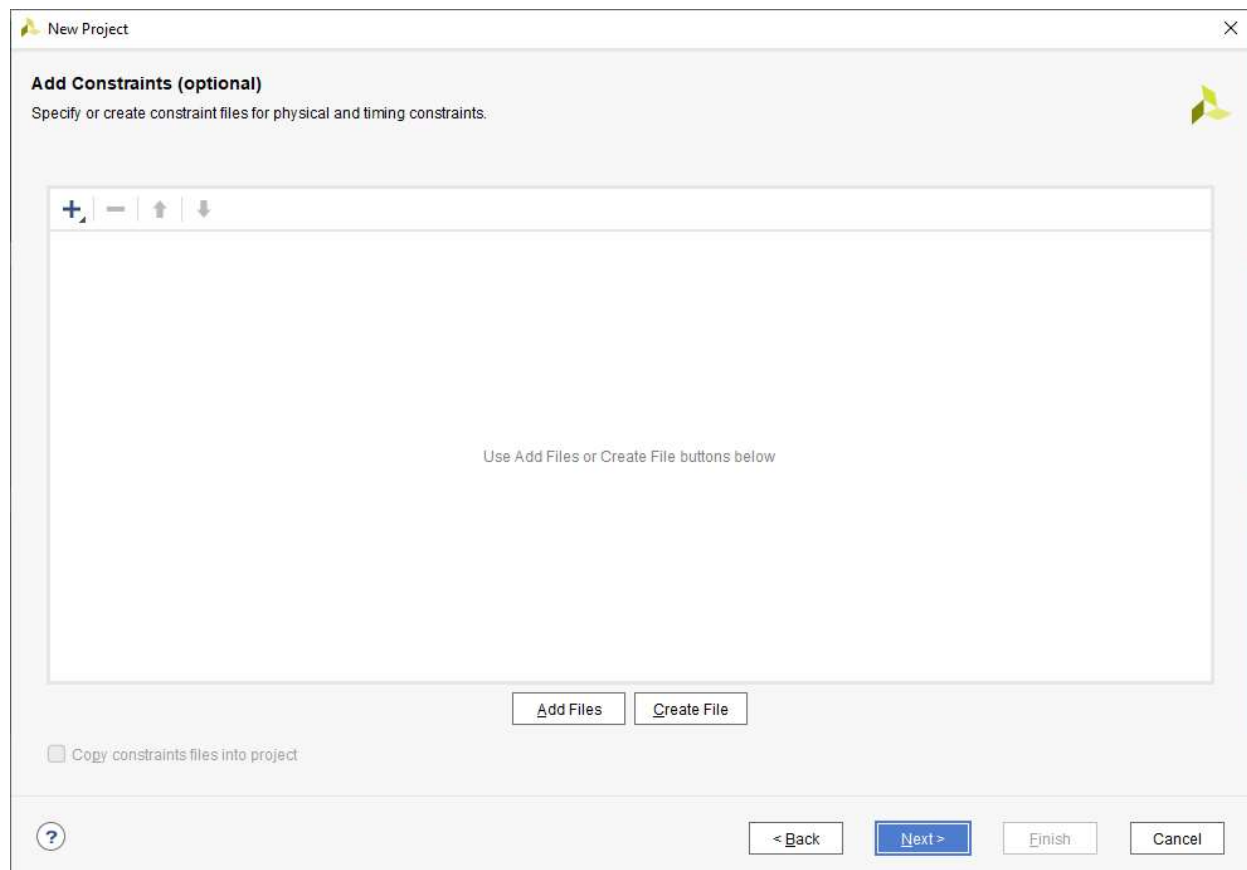 New Project
Add Constraints (optional)
Specify or create constraint files for physical and timing constraints.
Use Add Files or Create File buttons below
Add Files Create File
Copy constraints files into project
? < Back Next > Finish Cancel